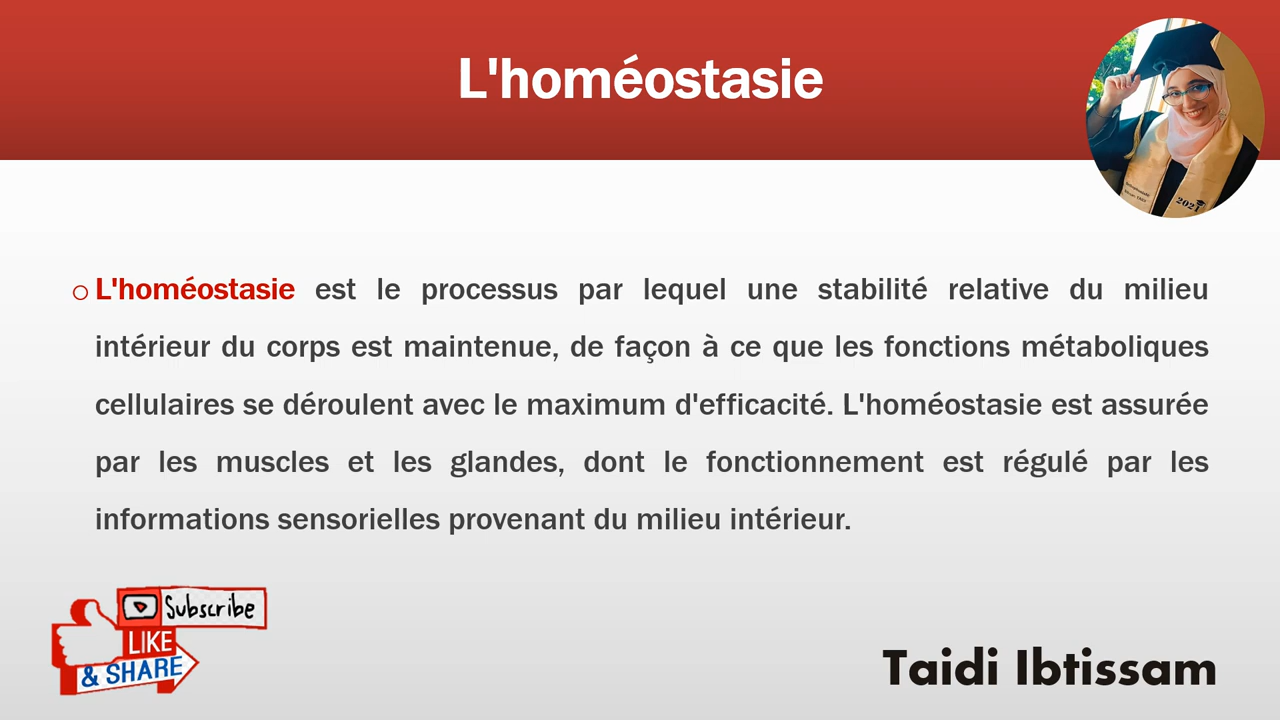 L'homéostasie
2021
o L'homéostasie est le processus par lequel une stabilité relative du milieu
intérieur du corps est maintenue, de façon à ce que les fonctions métaboliques
cellulaires se déroulent avec le maximum d'efficacité. L'homéostasie est assurée
par les muscles et les glandes, dont le fonctionnement est régulé par les
informations sensorielles provenant du milieu intérieur.
Subscribe
LIKE
& SHARE
Taidi Ibtissam